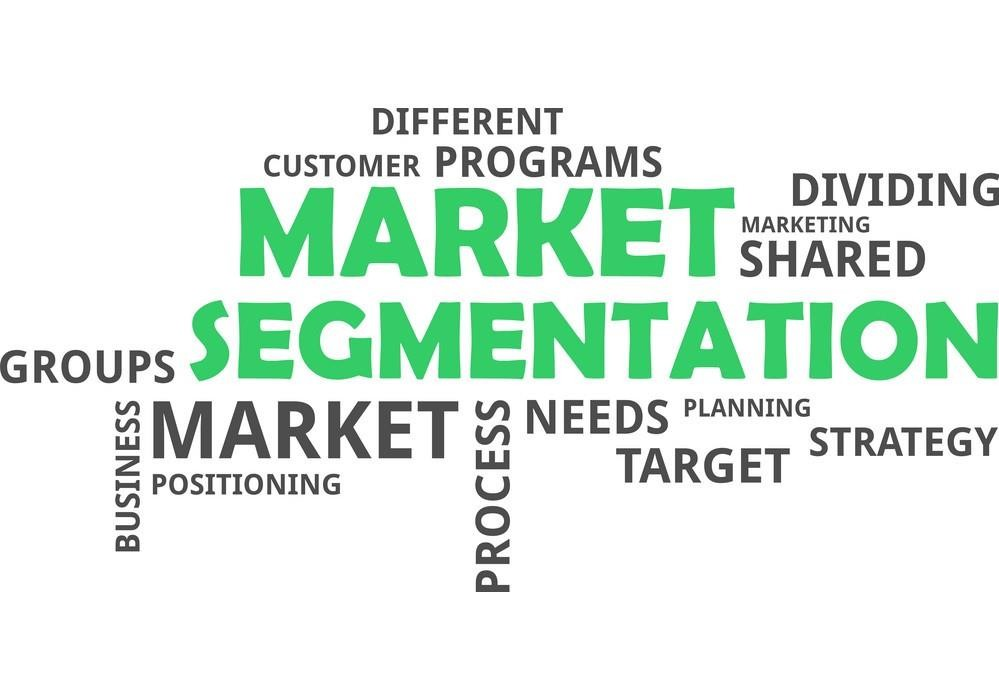 DIFFERENT
CUSTOMER PROGRAMS
DIVIDING
MARKET
MARKETING
SHARED
SEGMENTATION
GROUPS
BUSINESS
MARKET
POSITIONING
PROCESS
NEEDS
PLANNING
TARGET
STRATEGY